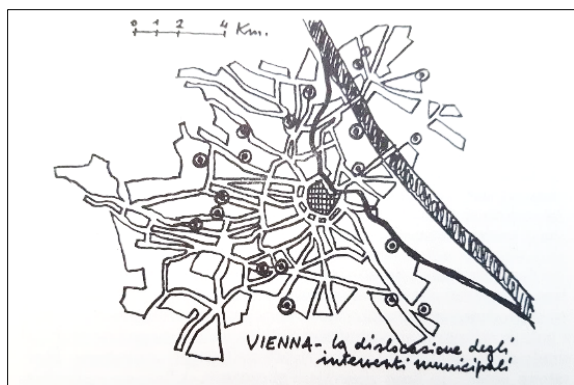 0 1 2 4 Km.
VIENNA - la dislocazione degli
interventi municipali